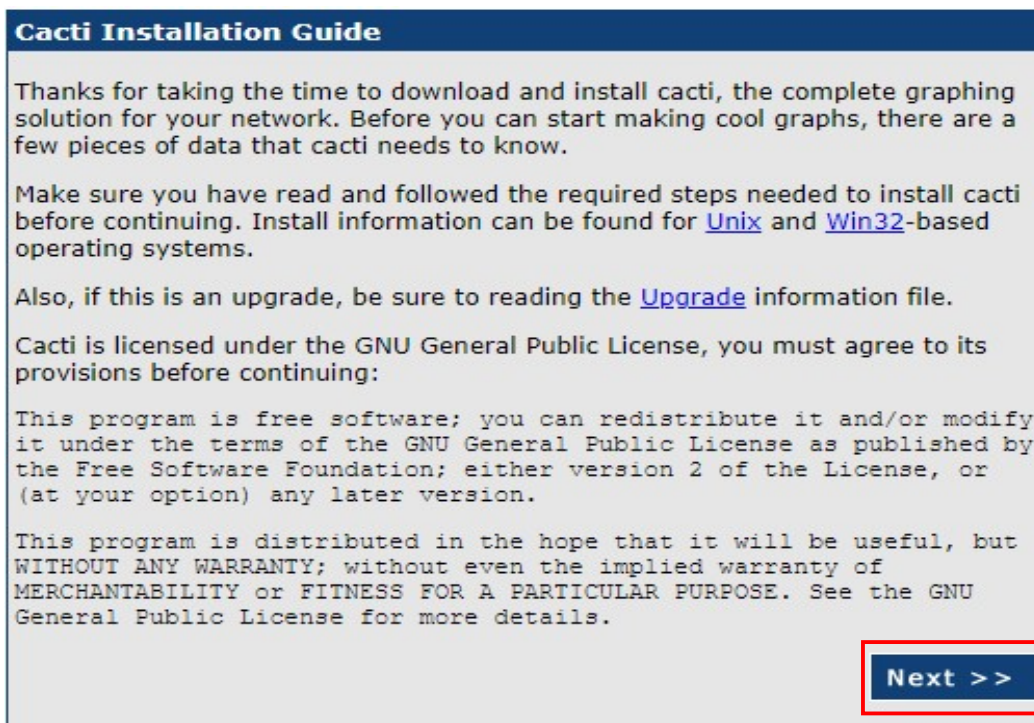 Cacti Installation Guide
Thanks for taking the time to download and install cacti, the complete graphing
solution for your network. Before you can start making cool graphs, there are a
few pieces of data that cacti needs to know.
Make sure you have read and followed the required steps needed to install cacti
before continuing. Install information can be found for Unix and Win32-based
operating systems.
Also, if this is an upgrade, be sure to reading the Upgrade information file.
Cacti is licensed under the GNU General Public License, you must agree to its
provisions before continuing:
This program is free software; you can redistribute it and/or modify
it under the terms of the GNU General Public License as published by
the Free Software Foundation; either version 2 of the License, or
(at your option) any later version.
This program is distributed in the hope that it will be useful, but
WITHOUT ANY WARRANTY; without even the implied warranty of
MERCHANTABILITY or FITNESS FOR A PARTICULAR PURPOSE. See the GNU
General Public License for more details.
Next >>